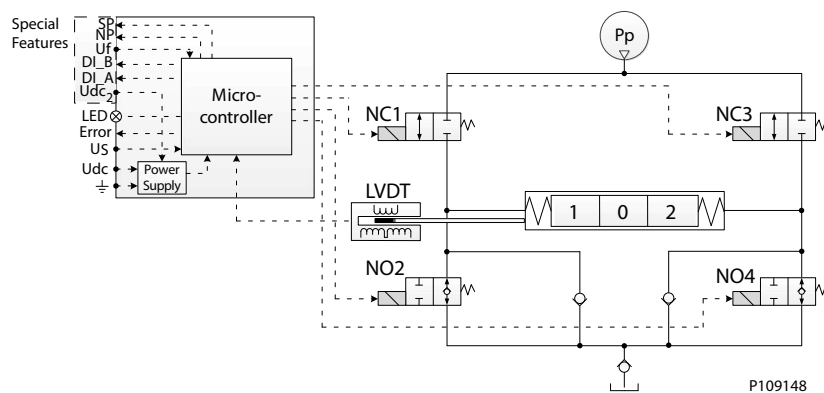 Special
Features
SP
NP
Uf
DI_B
DI_A
Udc2
LED
Error
US
Udc
Micro-
controller
Power
Supply
Pp
NC1
NC3
LVDT
1 0 2
NO2
NO4
P109148